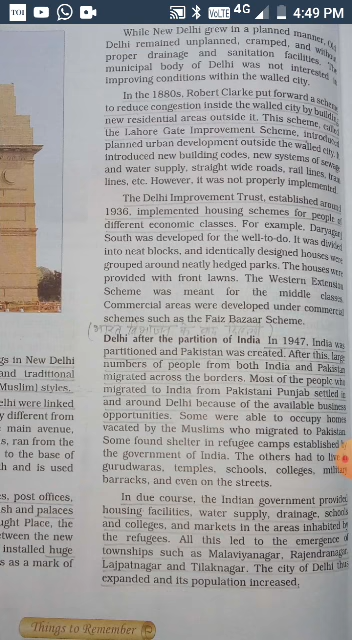 TOI
VoLTE 4G 4:49 PM
While New Delhi grew in a planned manner,
Delhi remained unplanned, cramped, and
proper drainage and sanitation facilities.
municipal body of Delhi was not interested
improving conditions within the walled city.
In the 1880s, Robert Clarke put forward a scheme
to reduce congestion inside the walled city by
new residential areas outside it. This scheme,
the Lahore Gate Improvement Scheme,
planned urban development outside the walled city.
introduced new building codes, new systems of
and water supply, straight wide roads, rail lines,
lines, etc. However, it was not properly implemented
The Delhi Improvement Trust, established
1936, implemented housing schemes for people of
different economic classes. For example,
South was developed for the well-to-do. It was
into neat blocks, and identically designed houses were
grouped around neatly hedged parks. The houses were
provided with front lawns. The Western
Scheme was meant for the middle classes.
Commercial areas were developed under commercial
schemes such as the Faiz Bazaar Scheme.
Delhi after the partition of India In 1947, India was
partitioned and Pakistan was created. After this, large
numbers of people from both India and Pakistan
migrated across the borders. Most of the people who
migrated to India from Pakistani Punjab settled in
and around Delhi because of the available business
opportunities. Some were able to occupy homes
vacated by the Muslims who migrated to Pakistan
Some found shelter in refugee camps established
the government of India. The others had to live
gurudwaras, temples, schools, colleges,
barracks, and even on the streets.
In due course, the Indian government provided
housing facilities, water supply, drainage,
and colleges, and markets in the areas inhabited by
the refugees. All this led to the emergence of
townships such as Malaviyanagar,
Lajpatnagar and Tilaknagar. The city of Delhi thus
expanded and its population increased.
gs in New Delhi
and traditional
Muslim) styles.
elhi were linked
y different from
main avenue,
s, ran from the
to the base of
h and is used
es, post offices,
sh and palaces
ught Place, the
tween the new
installed huge
s as a mark of
Things to Remember